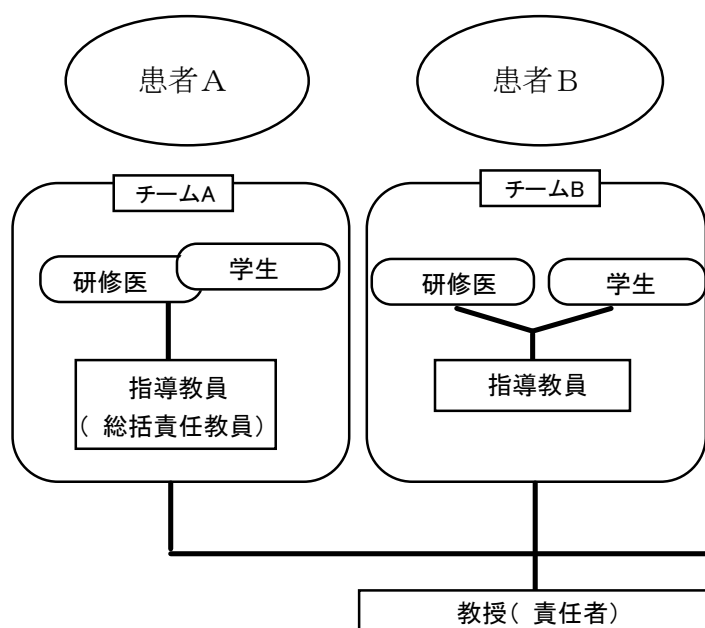 患者A
患者B
チームA
チームB
研修医
学生
研修医
学生
指導教員
( 総括責任教員)
指導教員
教授( 責任者)